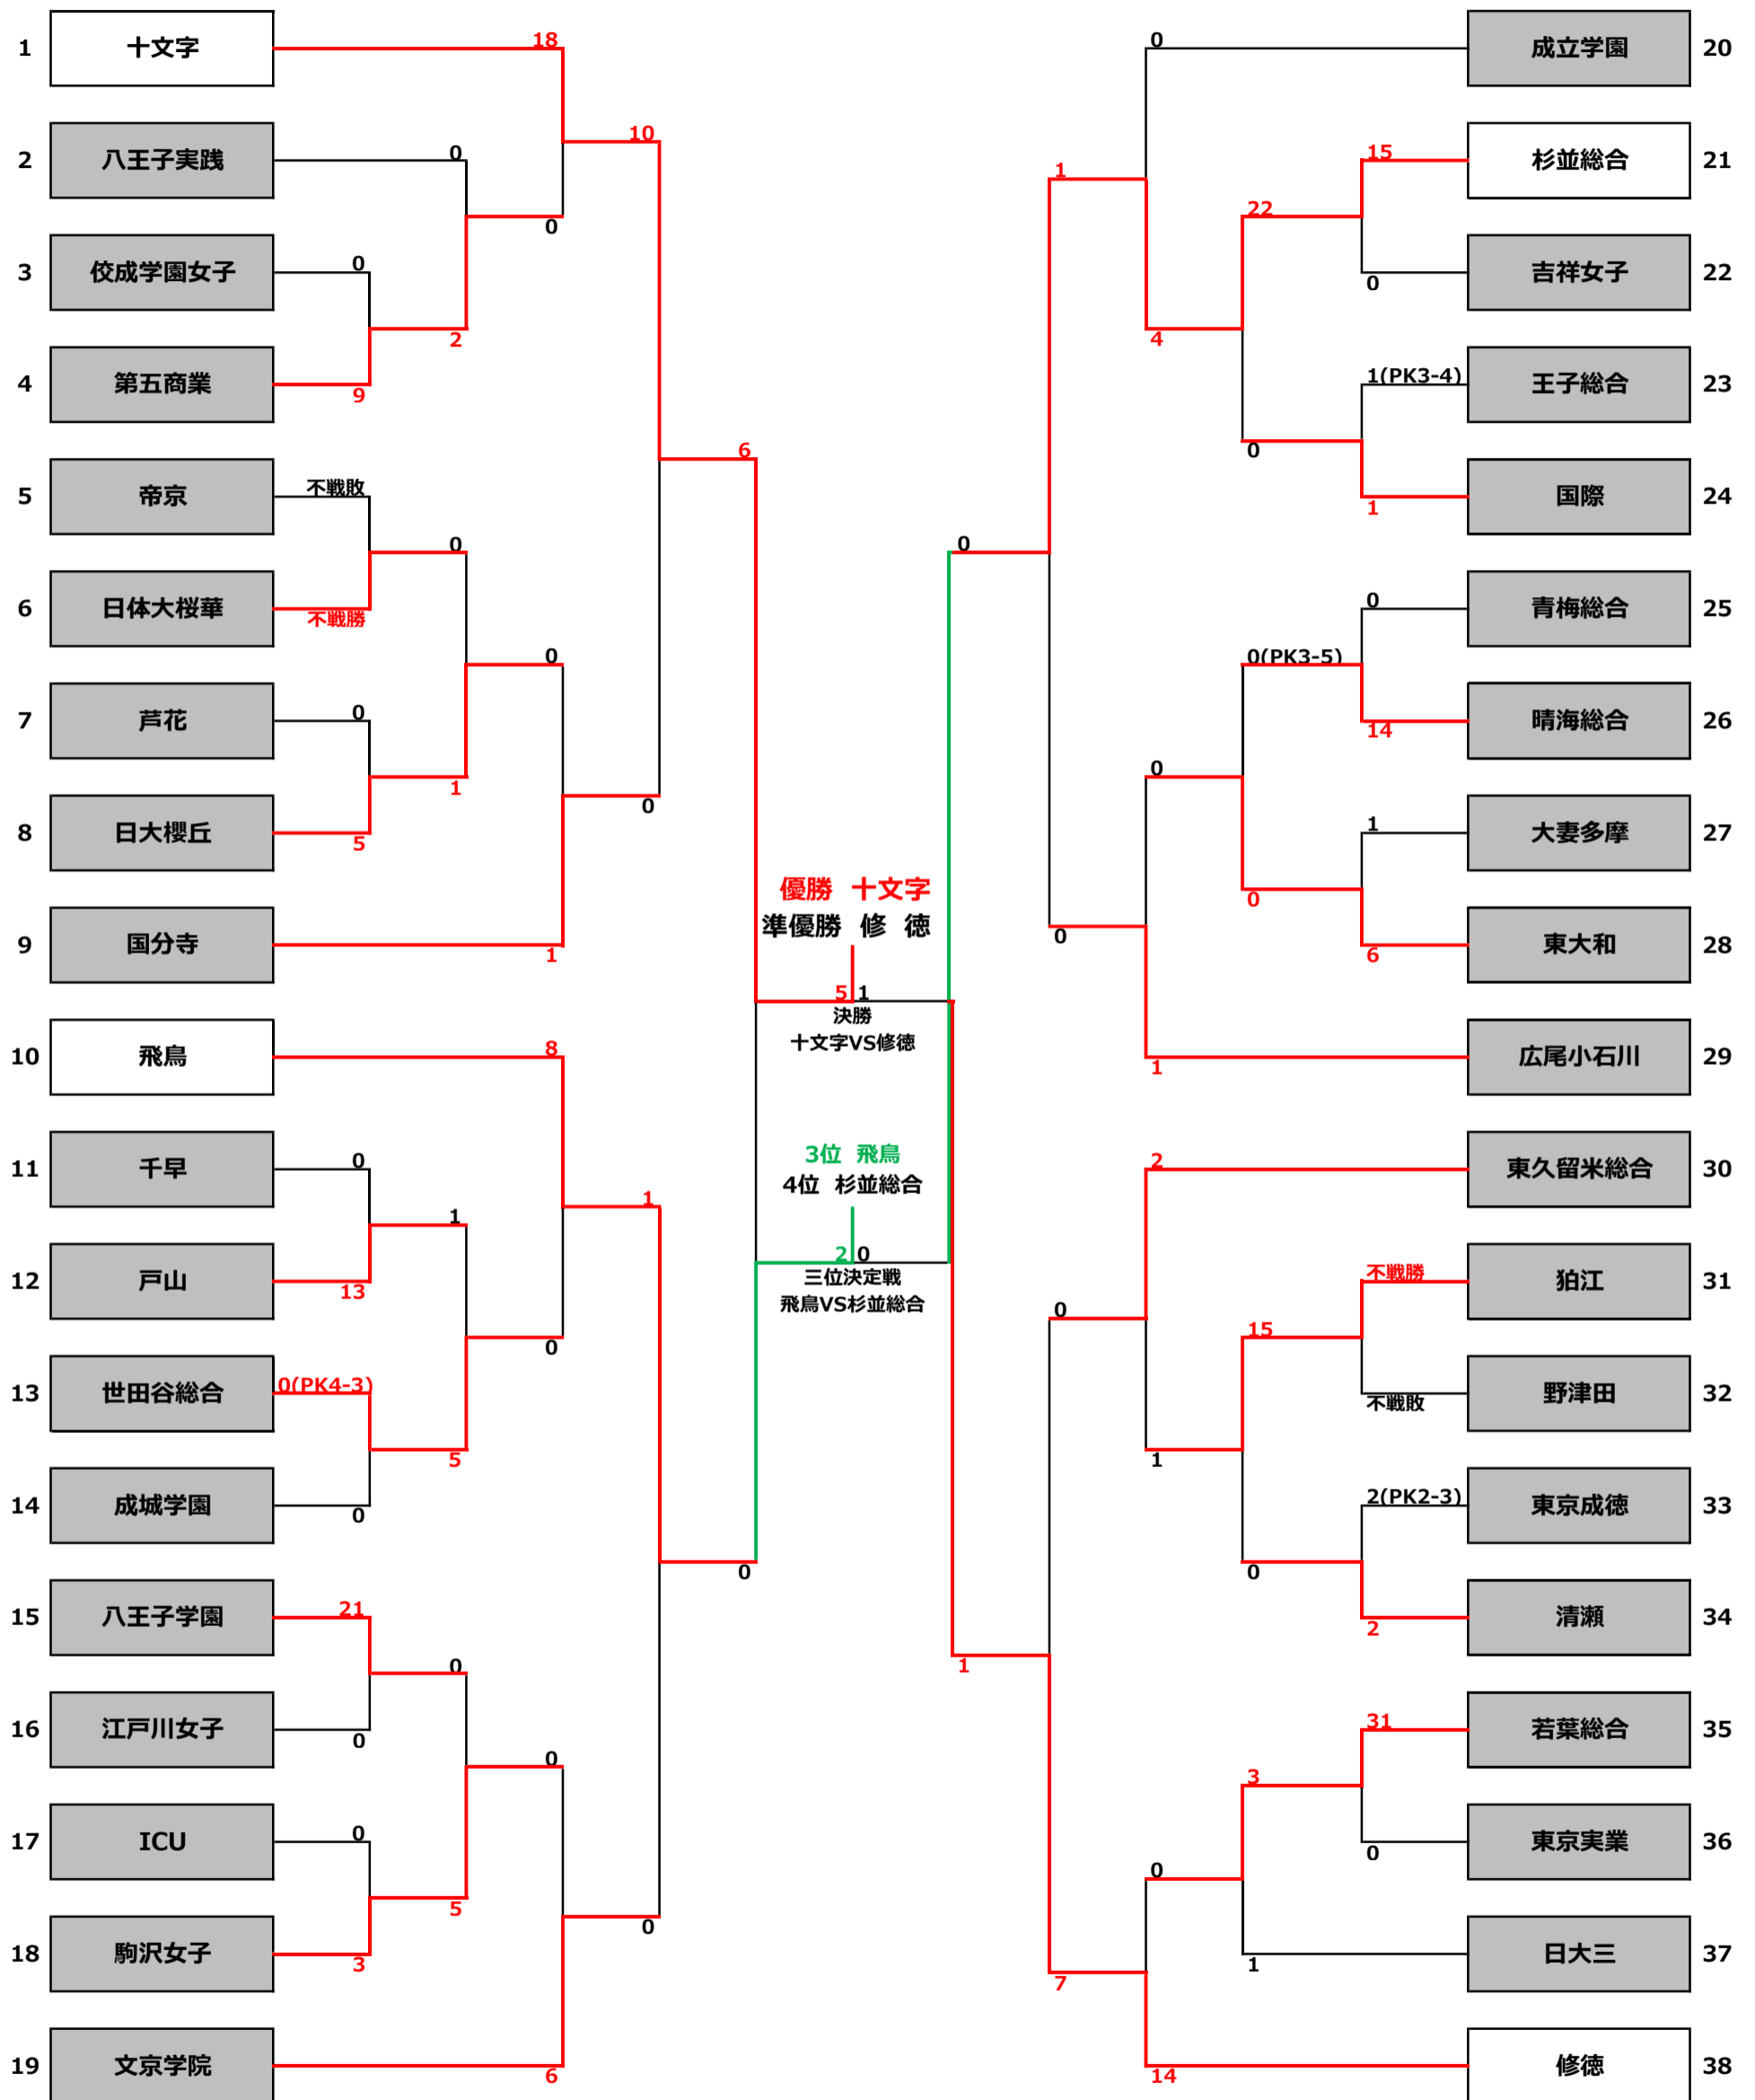 1 十文字 18
10
2 八王子実践 0
0
3 佼成学園女子 0
2
4 第五商業 9
6
5 帝京 不戦敗
0
6 日体大桜華 不戦勝
0
7 芦花 0
1
0
8 日大櫻丘 5
9 国分寺 1
10 飛鳥 8
11 千早 0
1
1
12 戸山 13
0
13 世田谷総合 0(PK4-3)
5
14 成城学園 0
0
15 八王子学園 21
0
16 江戸川女子 0
0
17 ICU 0
5
0
18 駒沢女子 3
19 文京学院 6
優勝 十文字
準優勝 修 徳
5 1
決勝
十文字VS修徳
3位 飛鳥
4位 杉並総合
2 0
三位決定戦
飛鳥VS杉並総合
0 成立学園 20
15 杉並総合 21
1
22
0 吉祥女子 22
4
1(PK3-4) 王子総合 23
0
1 国際 24
0
0 青梅総合 25
0(PK3-5)
14 晴海総合 26
0
1 大妻多摩 27
0
0
6 東大和 28
1 広尾小石川 29
2 東久留米総合 30
不戦勝 狛江 31
0
15
不戦敗 野津田 32
1
2(PK2-3) 東京成徳 33
0
2 清瀬 34
1
31 若葉総合 35
3
0 東京実業 36
0
1 日大三 37
7
14 修徳 38